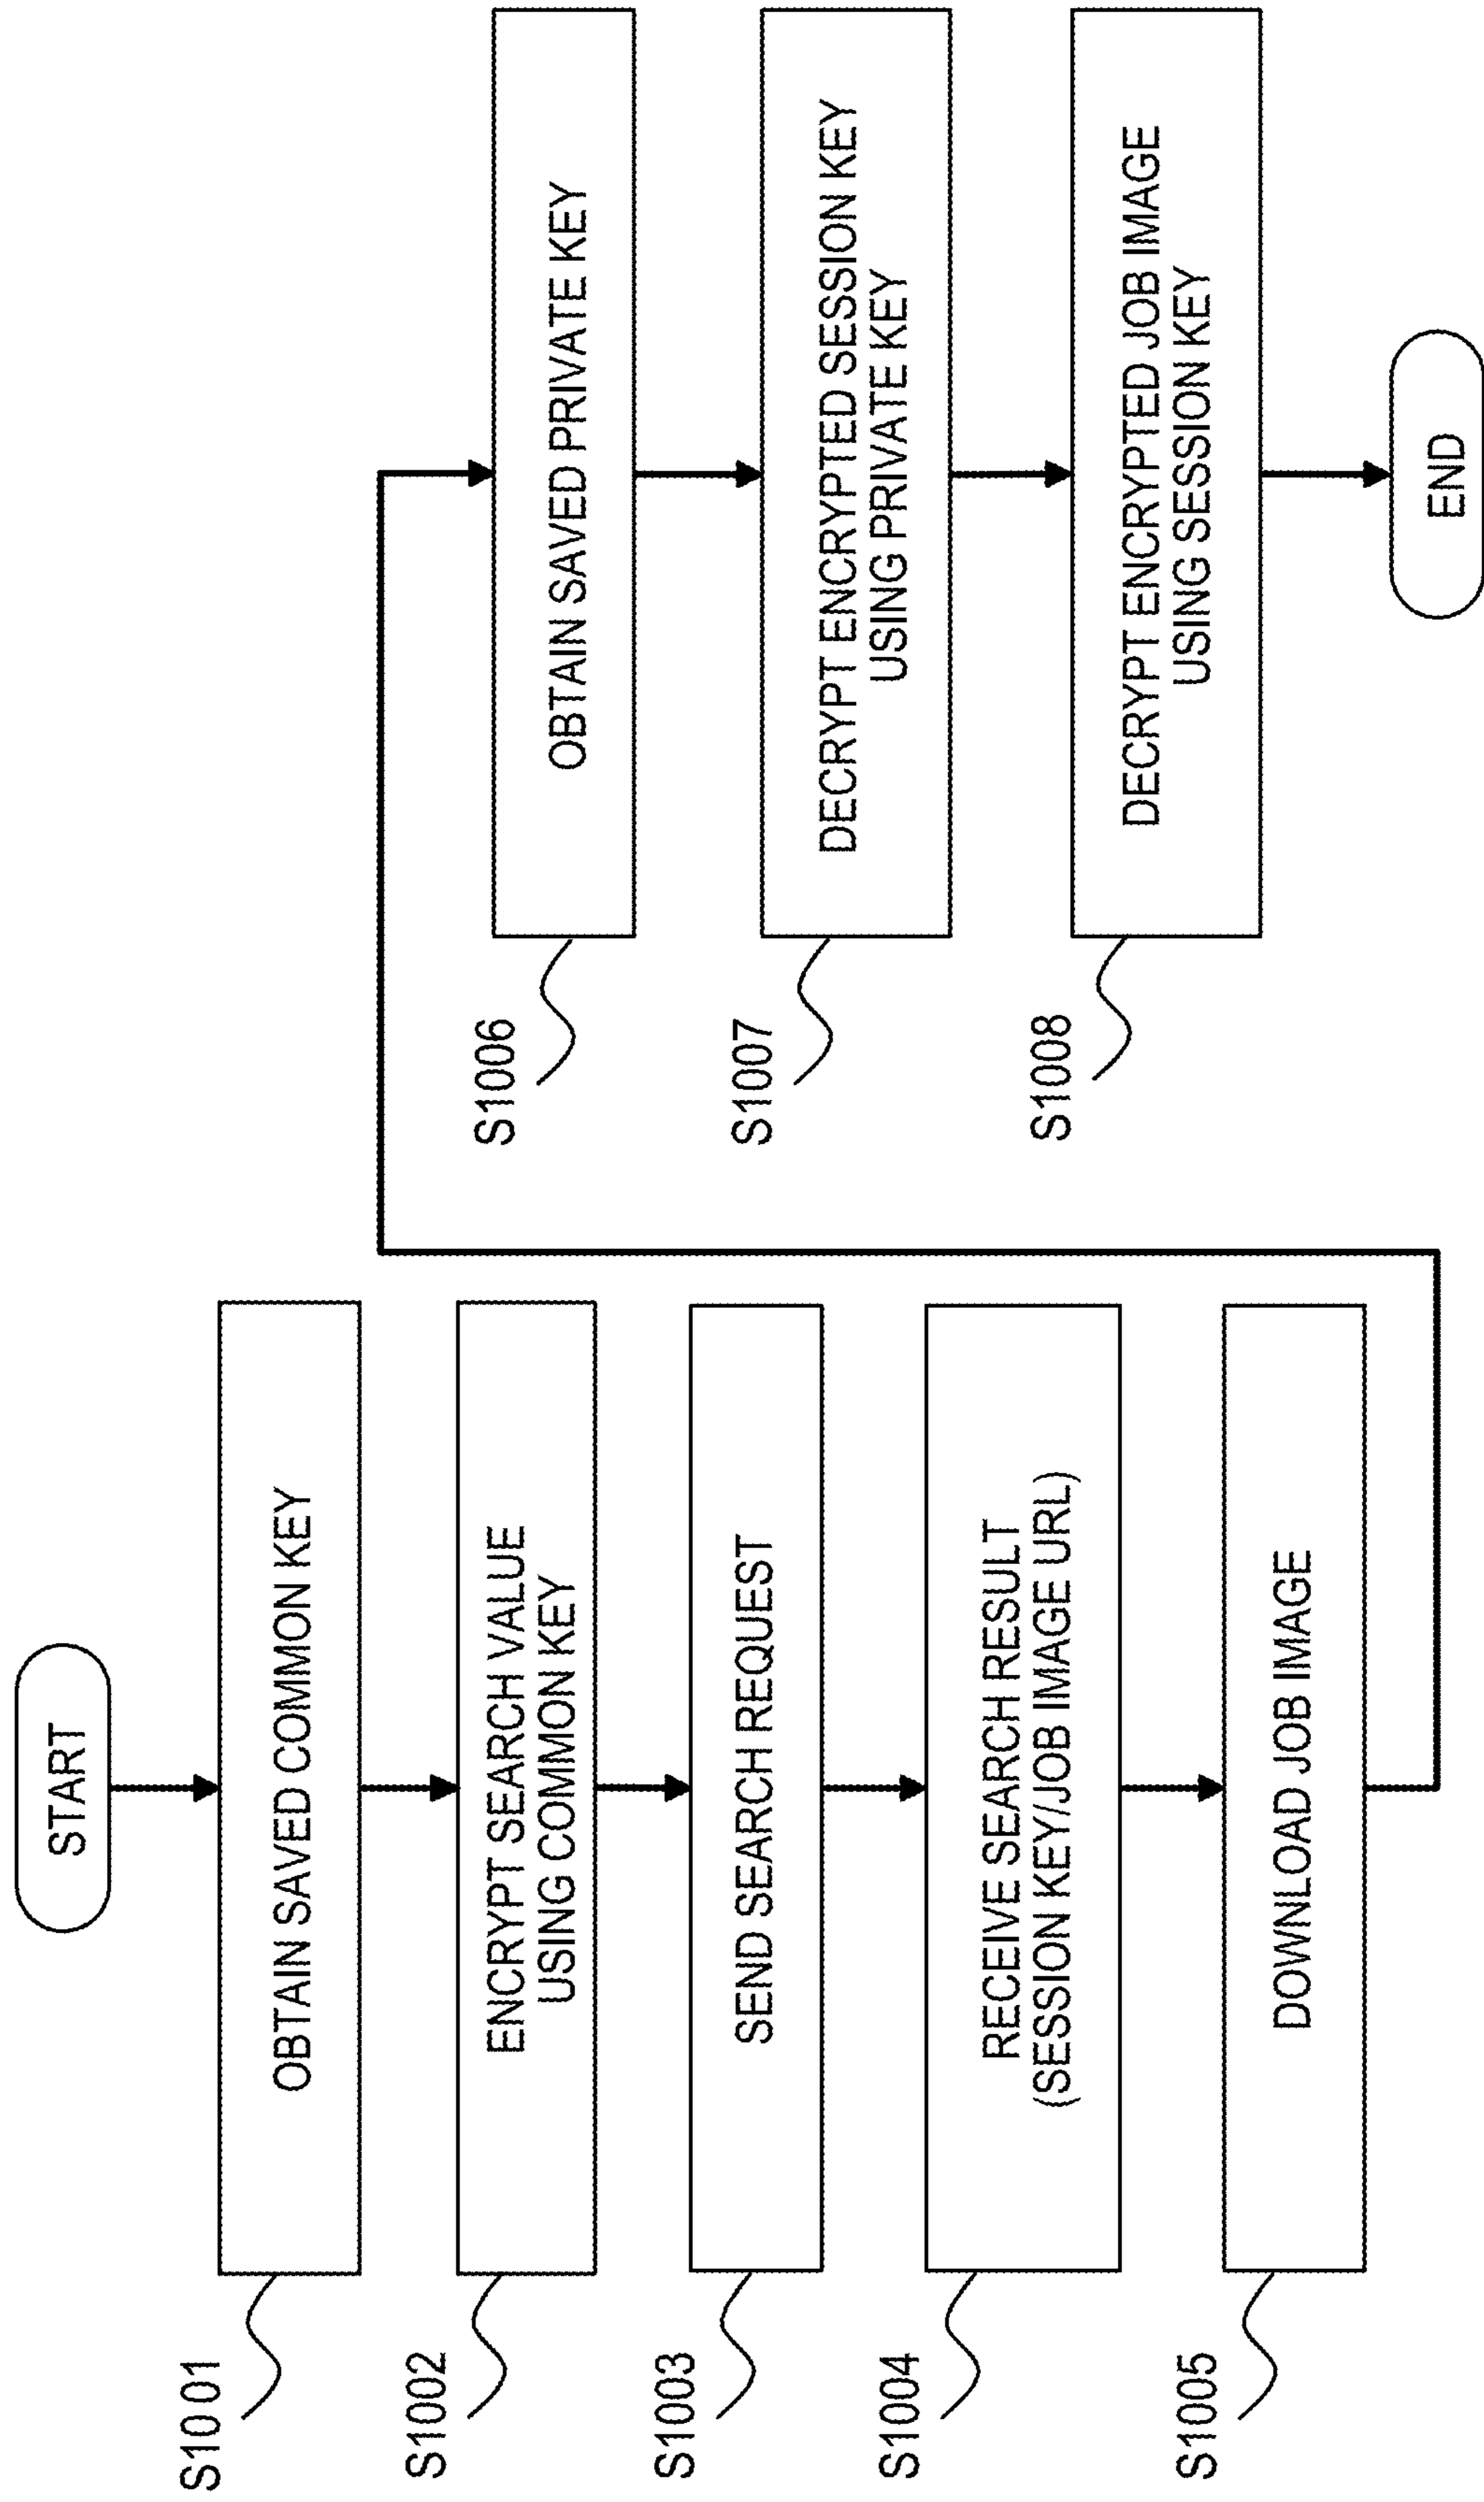 START
S1001
OBTAIN SAVED COMMON KEY
S1002
ENCRYPT SEARCH VALUE
USING COMMON KEY
S1003
SEND SEARCH REQUEST
S1004
RECEIVE SEARCH RESULT
(SESSION KEY/JOB IMAGE URL)
S1005
DOWNLOAD JOB IMAGE
S1006
OBTAIN SAVED PRIVATE KEY
S1007
DECRYPT ENCRYPTED SESSION KEY
USING PRIVATE KEY
S1008
DECRYPT ENCRYPTED JOB IMAGE
USING SESSION KEY
END